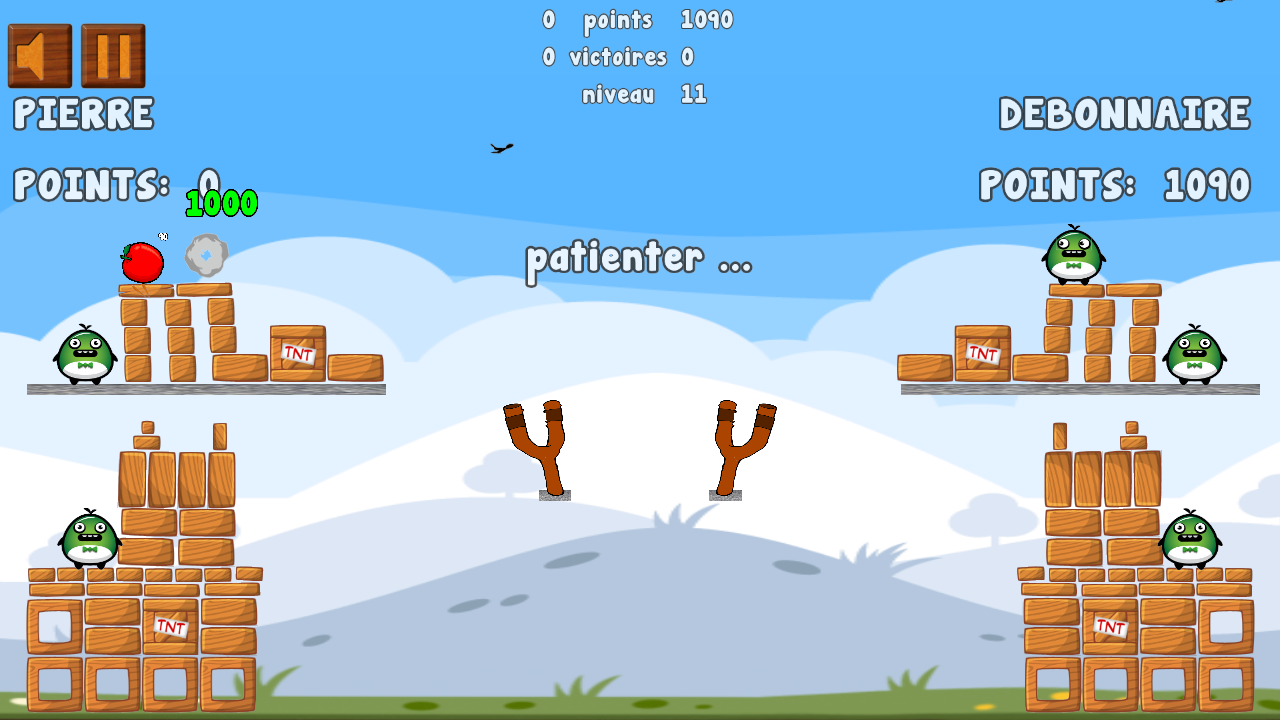 0 points 1090
0 victoires 0
niveau 11
PIERRE
DEBONNAIRE
POINTS: 0
POINTS: 1090
1000
patienter ...
TNT
TNT
TNT
TNT